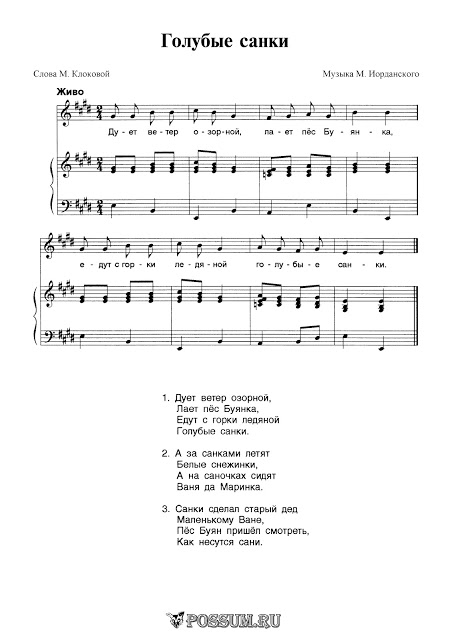 Голубые санки
Слова М. Клоковой
Музыка М. Иорданского
Живо
Ду-ет ве-тер о-зор-ной, ла-ет пёс Бу-ян-ка,
е-дут с гор-ки ле-дя-ной го-лу-бы-е сан-ки.
1. Дует ветер озорной,
Лает пёс Буянка,
Едут с горки ледяной
Голубые санки.
2. А за санками летят
Белые снежинки,
А на саночках сидят
Ваня да Маринка.
3. Санки сделал старый дед
Маленькому Ване,
Пёс Буян пришёл смотреть,
Как несутся сани.
POSSUM.RU